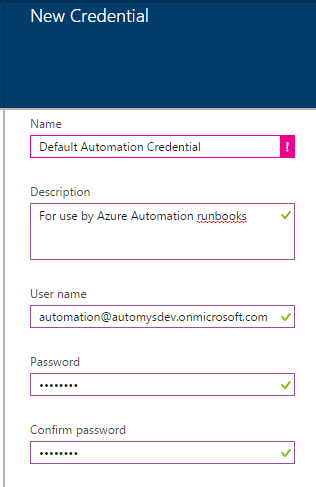 New Credential
Name
Default Automation Credential
!
Description
For use by Azure Automation runbooks
User name
automation@automysdev.onmicrosoft.com
Password
••••••••
Confirm password
••••••••